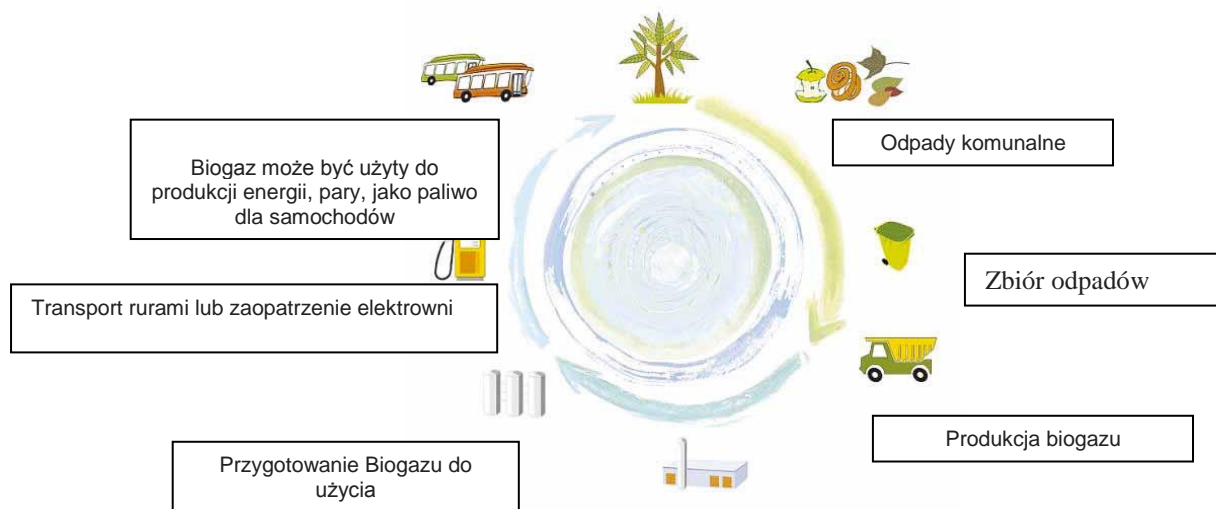 Odpady komunalne
Biogaz może być użyty do
produkcji energii, pary, jako paliwo
dla samochodów
Zbiór odpadów
Transport rurami lub zaopatrzenie elektrowni
Produkcja biogazu
Przygotowanie Biogazu do
użycia